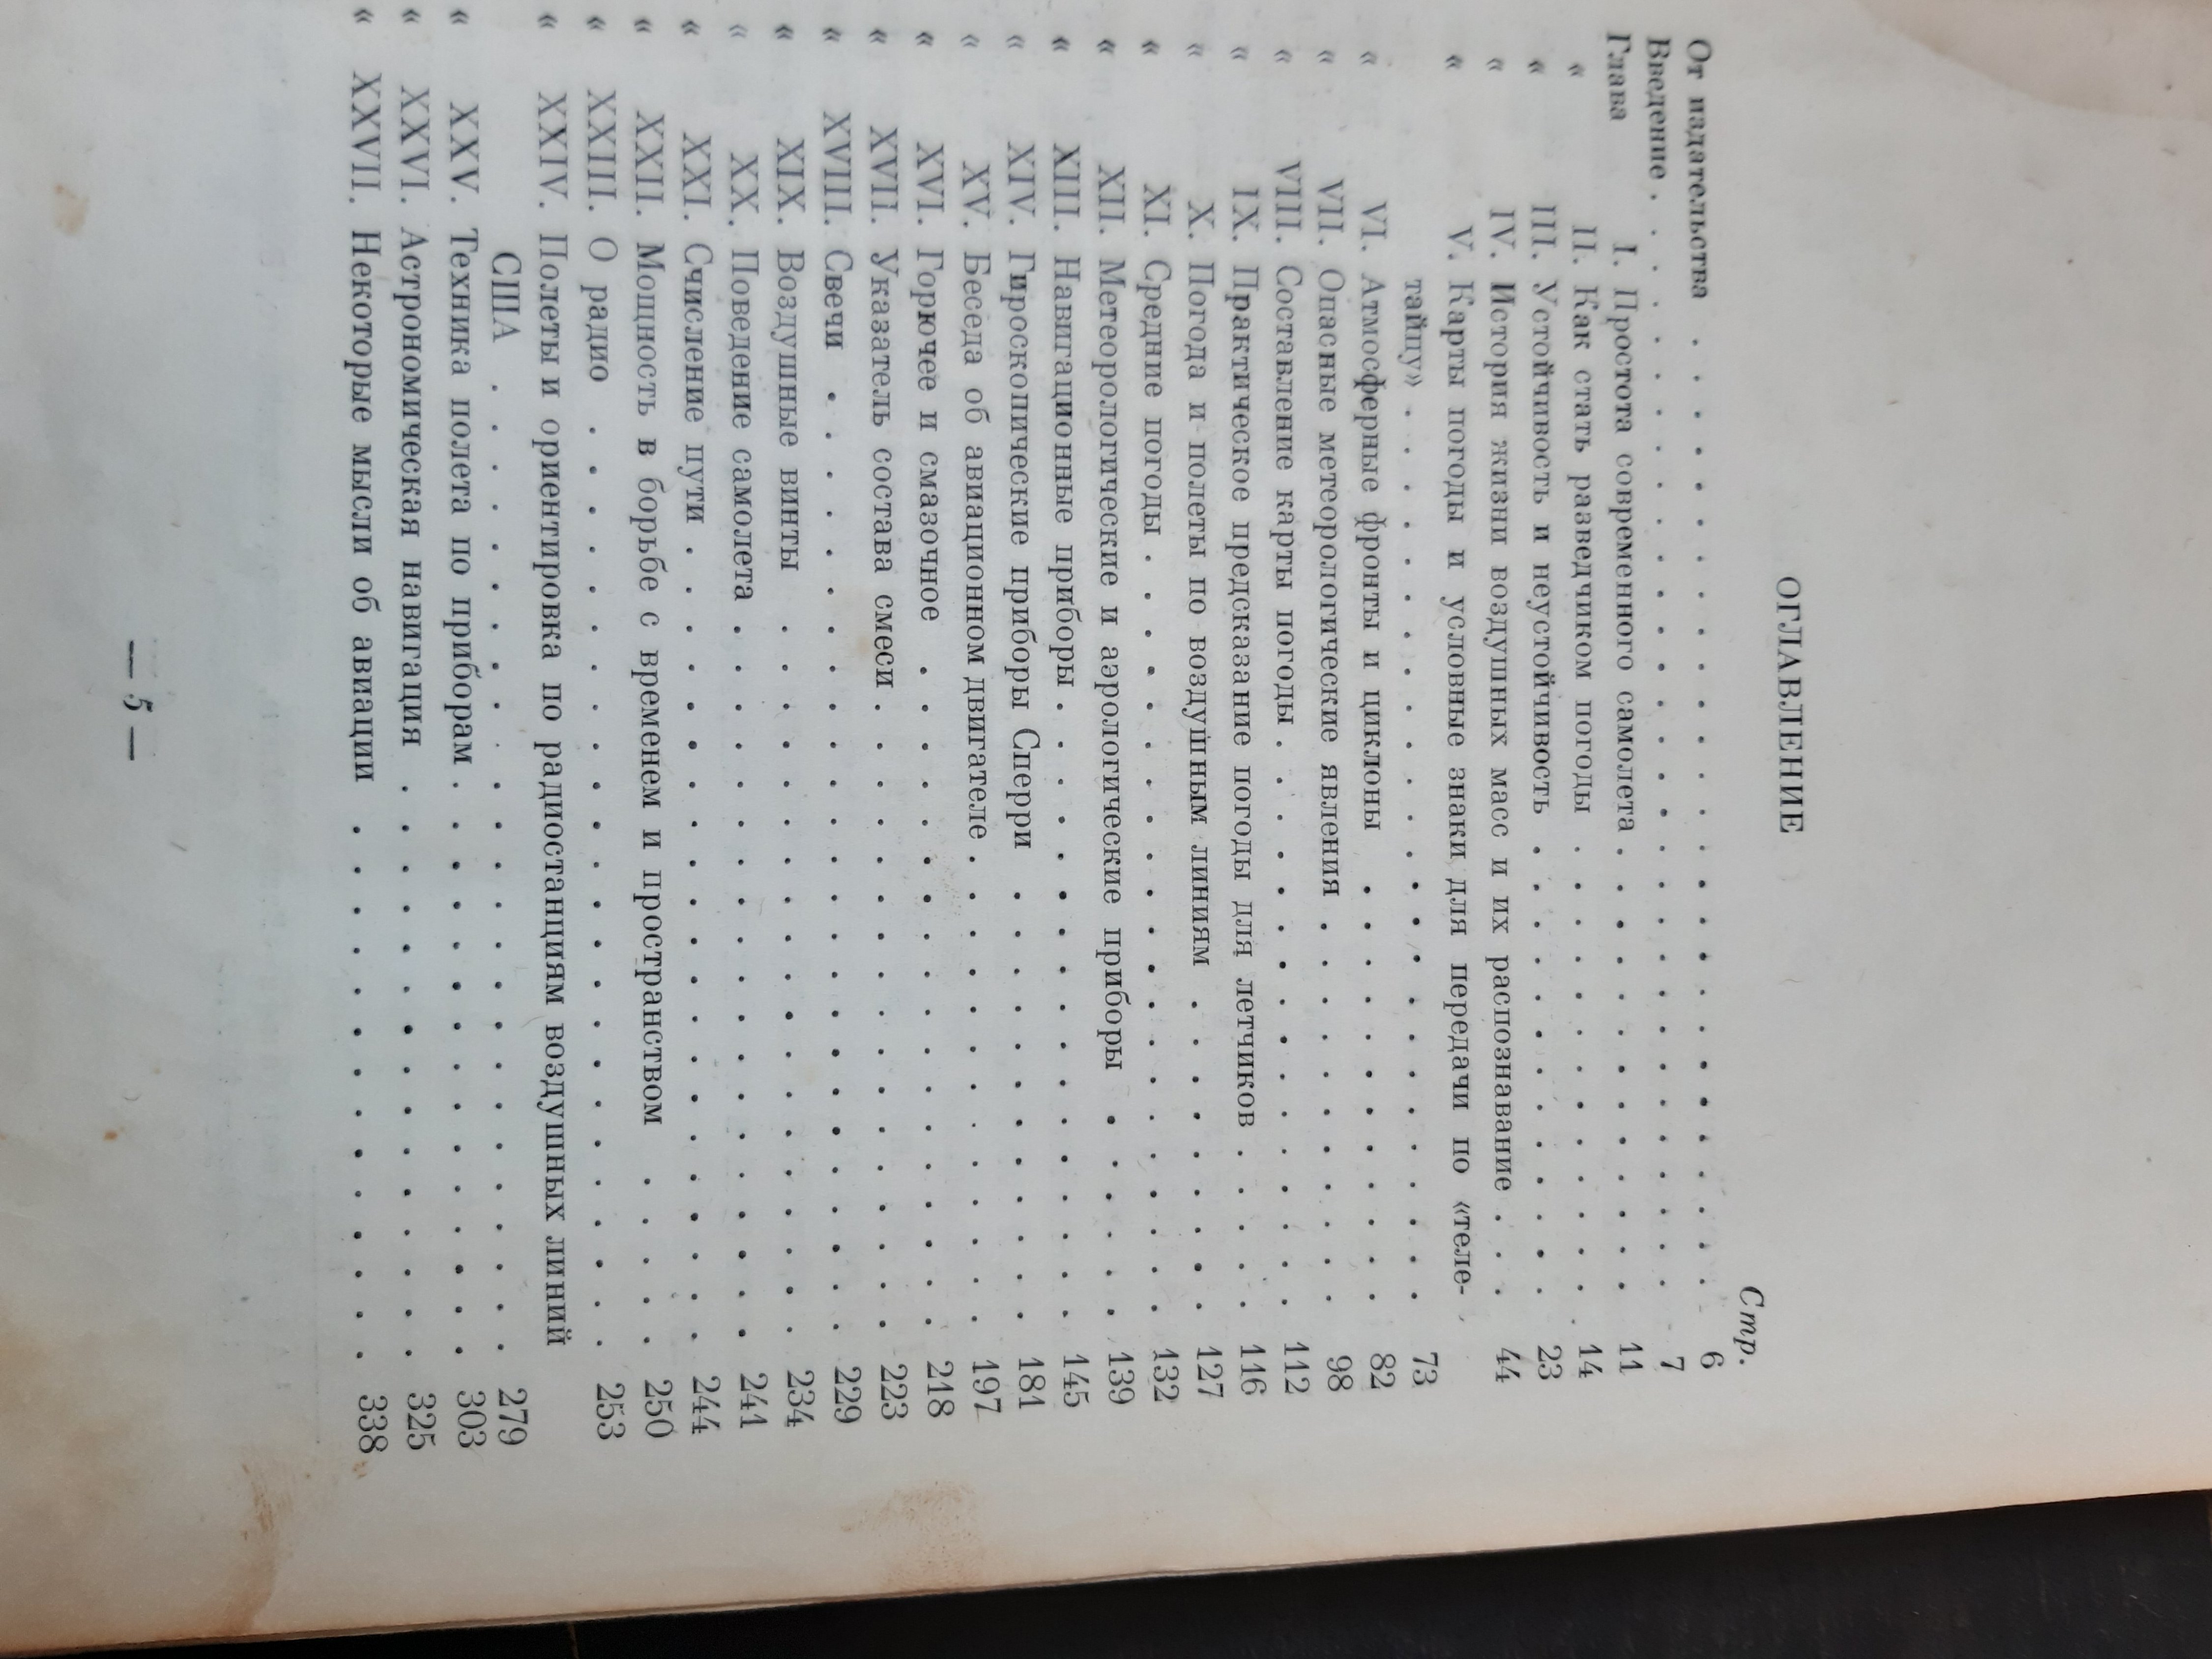 ОГЛАВЛЕНИЕ
Стр.
От издательства . . . . . . . . . . . . . . . . . . . . . . . . . 6
Введение . . . . . . . . . . . . . . . . . . . . . . . . . . . . 7
Глава I. Простота современного самолета . . . . . . . . . . . . 11
« II. Как стать разведчиком погоды . . . . . . . . . . . . . 14
« III. Устойчивость и неустойчивость . . . . . . . . . . . . 23
« IV. История жизни воздушных масс и их распознавание . . . 44
« V. Карты погоды и условные знаки для передачи по «теле-
тайпу» . . . . . . . . . . . . . . . . . . . . . . . . 73
« VI. Атмосферные фронты и циклоны . . . . . . . . . . . . 82
« VII. Опасные метеорологические явления . . . . . . . . . . 98
« VIII. Составление карты погоды . . . . . . . . . . . . . . . 112
« IX. Практическое предсказание погоды для летчиков . . . . . 116
« X. Погода и полеты по воздушным линиям . . . . . . . . . 127
« XI. Средние погоды . . . . . . . . . . . . . . . . . . . . 132
« XII. Метеорологические и аэрологические приборы . . . . . . 139
« XIII. Навигационные приборы . . . . . . . . . . . . . . . . 145
« XIV. Гироскопические приборы Сперри . . . . . . . . . . . . 181
« XV. Беседа об авиационном двигателе . . . . . . . . . . . . 197
« XVI. Горючее и смазочное . . . . . . . . . . . . . . . . . 218
« XVII. Указатель состава смеси . . . . . . . . . . . . . . . . 223
« XVIII. Свечи . . . . . . . . . . . . . . . . . . . . . . . . 229
« XIX. Воздушные винты . . . . . . . . . . . . . . . . . . . 234
« XX. Поведение самолета . . . . . . . . . . . . . . . . . . 241
« XXI. Счисление пути . . . . . . . . . . . . . . . . . . . . 244
« XXII. Мощность в борьбе с временем и пространством . . . . . 250
« XXIII. О радио . . . . . . . . . . . . . . . . . . . . . . . 253
« XXIV. Полеты и ориентировка по радиостанциям воздушных линий
США . . . . . . . . . . . . . . . . . . . . . . . . . 279
« XXV. Техника полета по приборам . . . . . . . . . . . . . . 303
« XXVI. Астрономическая навигация . . . . . . . . . . . . . . 325
« XXVII. Некоторые мысли об авиации . . . . . . . . . . . . . . 338
— 5 —